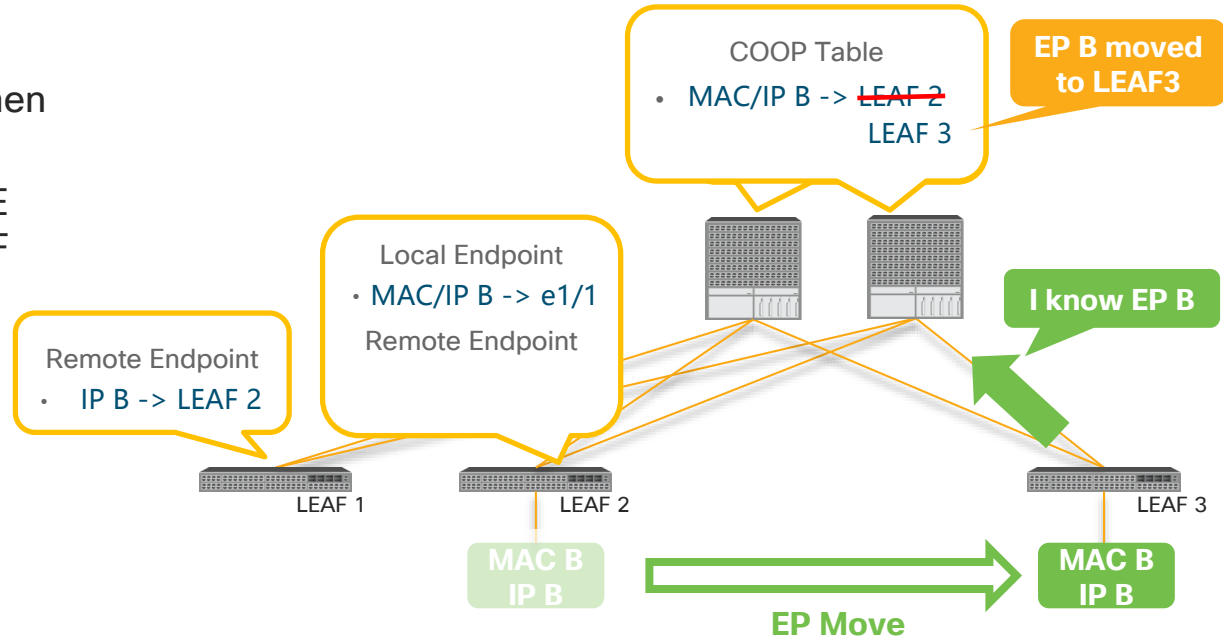 COOP Table
• MAC/IP B -> LEAF 2
LEAF 3
EP B moved
to LEAF3
Local Endpoint
• MAC/IP B -> e1/1
Remote Endpoint
I know EP B
Remote Endpoint
• IP B -> LEAF 2
LEAF 1
LEAF 2
LEAF 3
MAC B
IP B
MAC B
IP B
EP Move